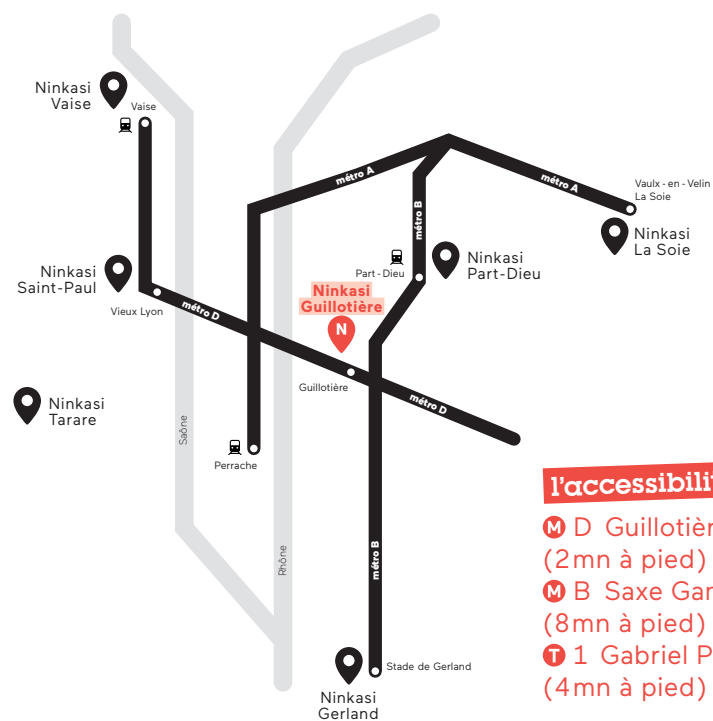 Ninkasi
Vaise
Vaise
métro A
métro A
métro B
Vaulx-en-Velin
La Soie
Ninkasi
La Soie
Ninkasi
Part-Dieu
Part-Dieu
Ninkasi
Saint-Paul
Vieux Lyon
métro D
Ninkasi
Guillotière
N
Guillotière
métro D
Ninkasi
Tarare
Saône
Perrache
Rhône
métro B
Stade de Gerland
Ninkasi
Gerland
l'accessibilit
M D Guillotièr
(2mn à pied)
M B Saxe Gar
(8mn à pied)
T 1 Gabriel P
(4mn à pied)